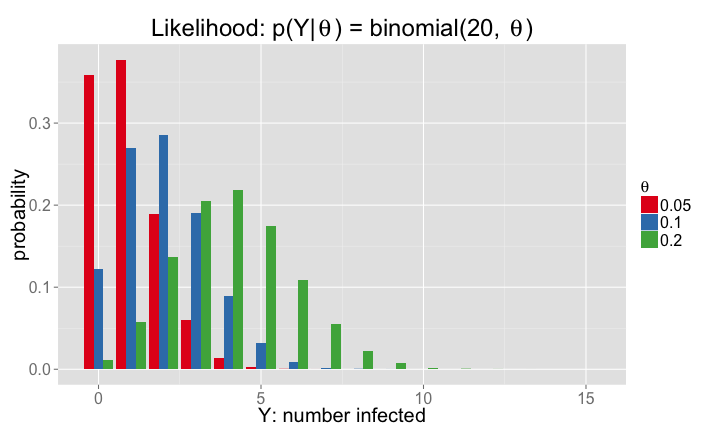 Likelihood: p(Y|θ) = binomial(20, θ)
probability
0.3
0.2
0.1
0.0
0
5
10
15
Y: number infected
θ
0.05
0.1
0.2